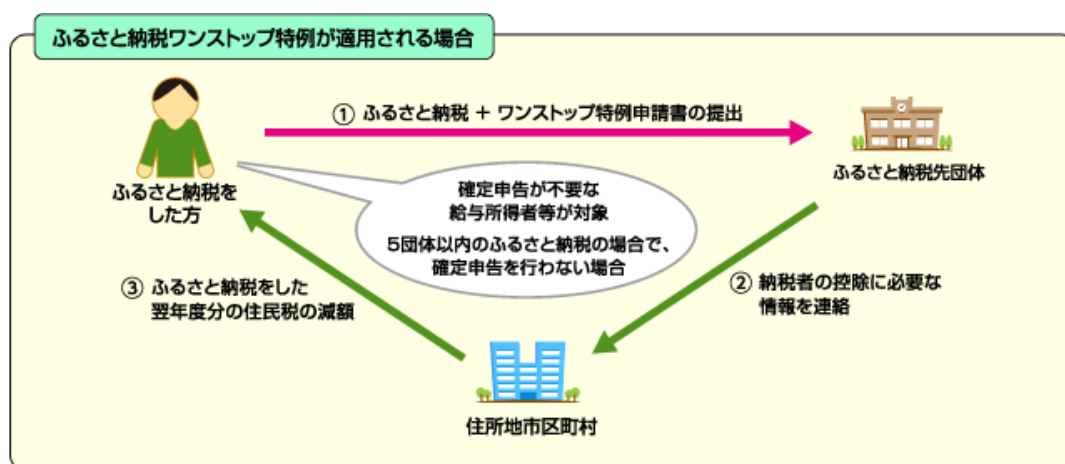 ふるさと納税ワンストップ特例が適用される場合
① ふるさと納税 + ワンストップ特例申請書の提出
ふるさと納税を
した方
ふるさと納税先団体
確定申告が不要な
給与所得者等が対象
5団体以内のふるさと納税の場合で、
確定申告を行わない場合
② 納税者の控除に必要な
情報を連絡
③ ふるさと納税をした
翌年度分の住民税の減額
住所地市区町村